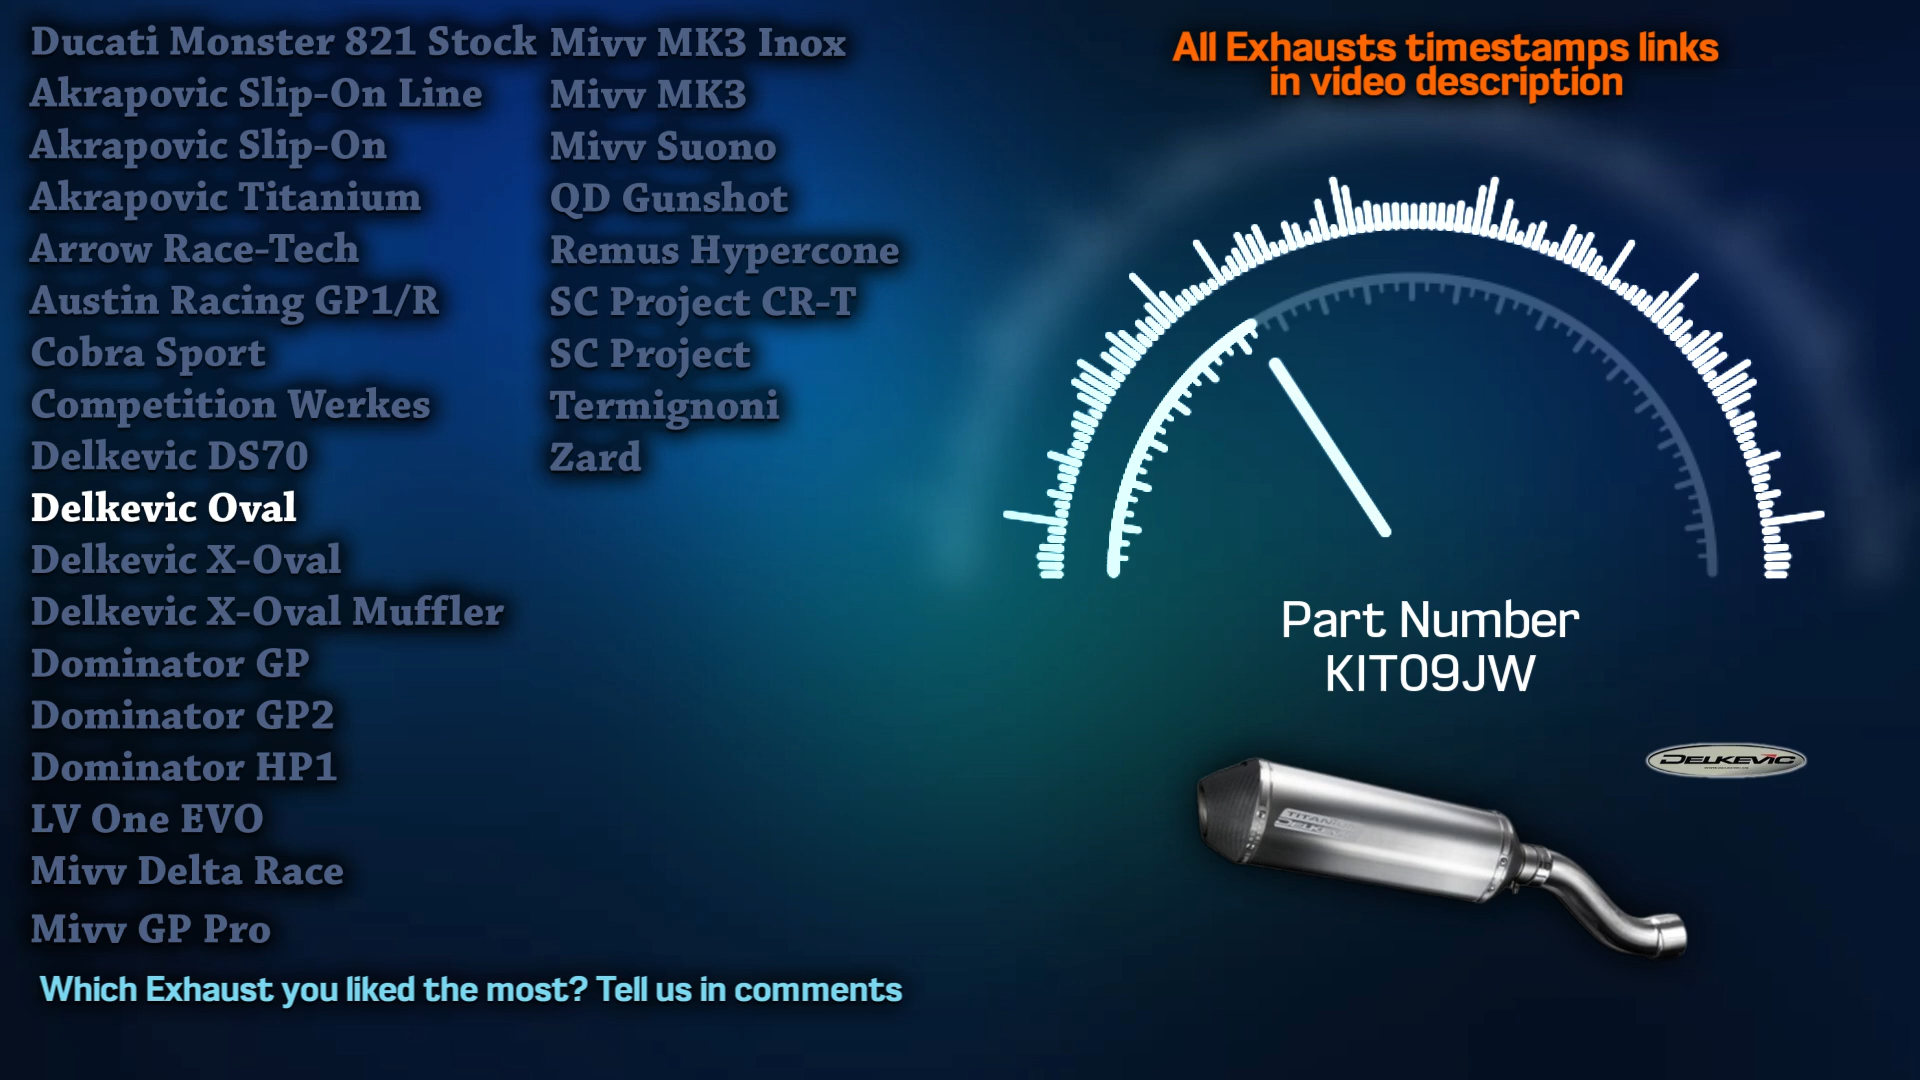 Ducati Monster 821 Stock
Akrapovic Slip-On Line
Akrapovic Slip-On
Akrapovic Titanium
Arrow Race-Tech
Austin Racing GP1/R
Cobra Sport
Competition Werkes
Delkevic DS70
Delkevic Oval
Delkevic X-Oval
Delkevic X-Oval Muffler
Dominator GP
Dominator GP2
Dominator HP1
LV One EVO
Mivv Delta Race
Mivv GP Pro
Mivv MK3 Inox
Mivv MK3
Mivv Suono
QD Gunshot
Remus Hypercone
SC Project CR-T
SC Project
Termignoni
Zard
All Exhausts timestamps links
in video description
Part Number
KIT09JW
DELKEVIC
TITANIUM
DELKEVIC
Which Exhaust you liked the most? Tell us in comments